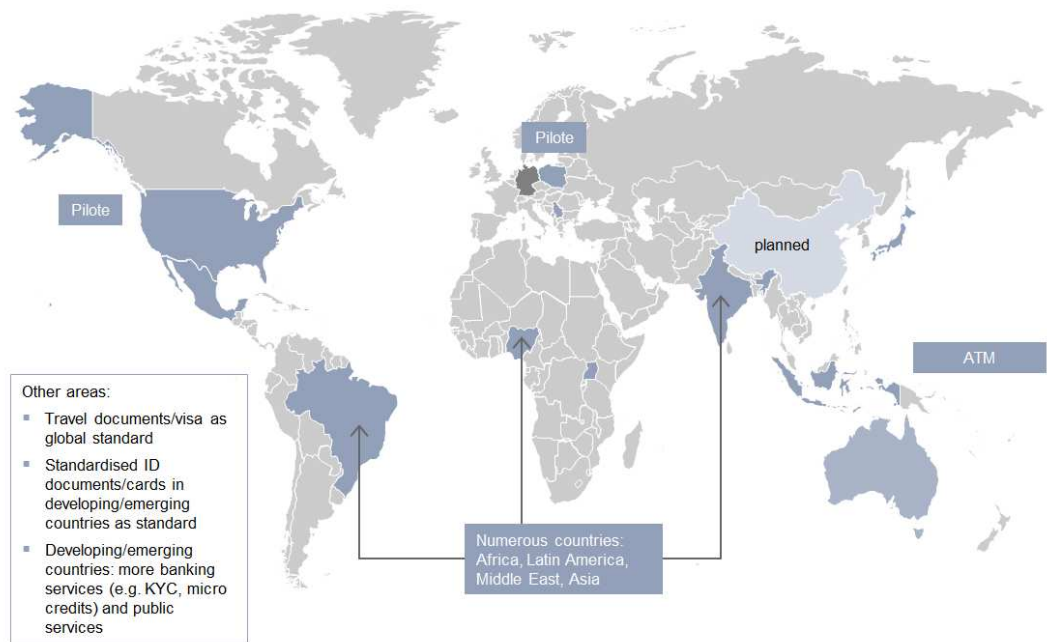 Pilote
Pilote
planned
ATM
Other areas:
▪ Travel documents/visa as
global standard
▪ Standardised ID
documents/cards in
developing/emerging
countries as standard
▪ Developing/emerging
countries: more banking
services (e.g. KYC, micro
credits) and public
services
Numerous countries:
Africa, Latin America,
Middle East, Asia